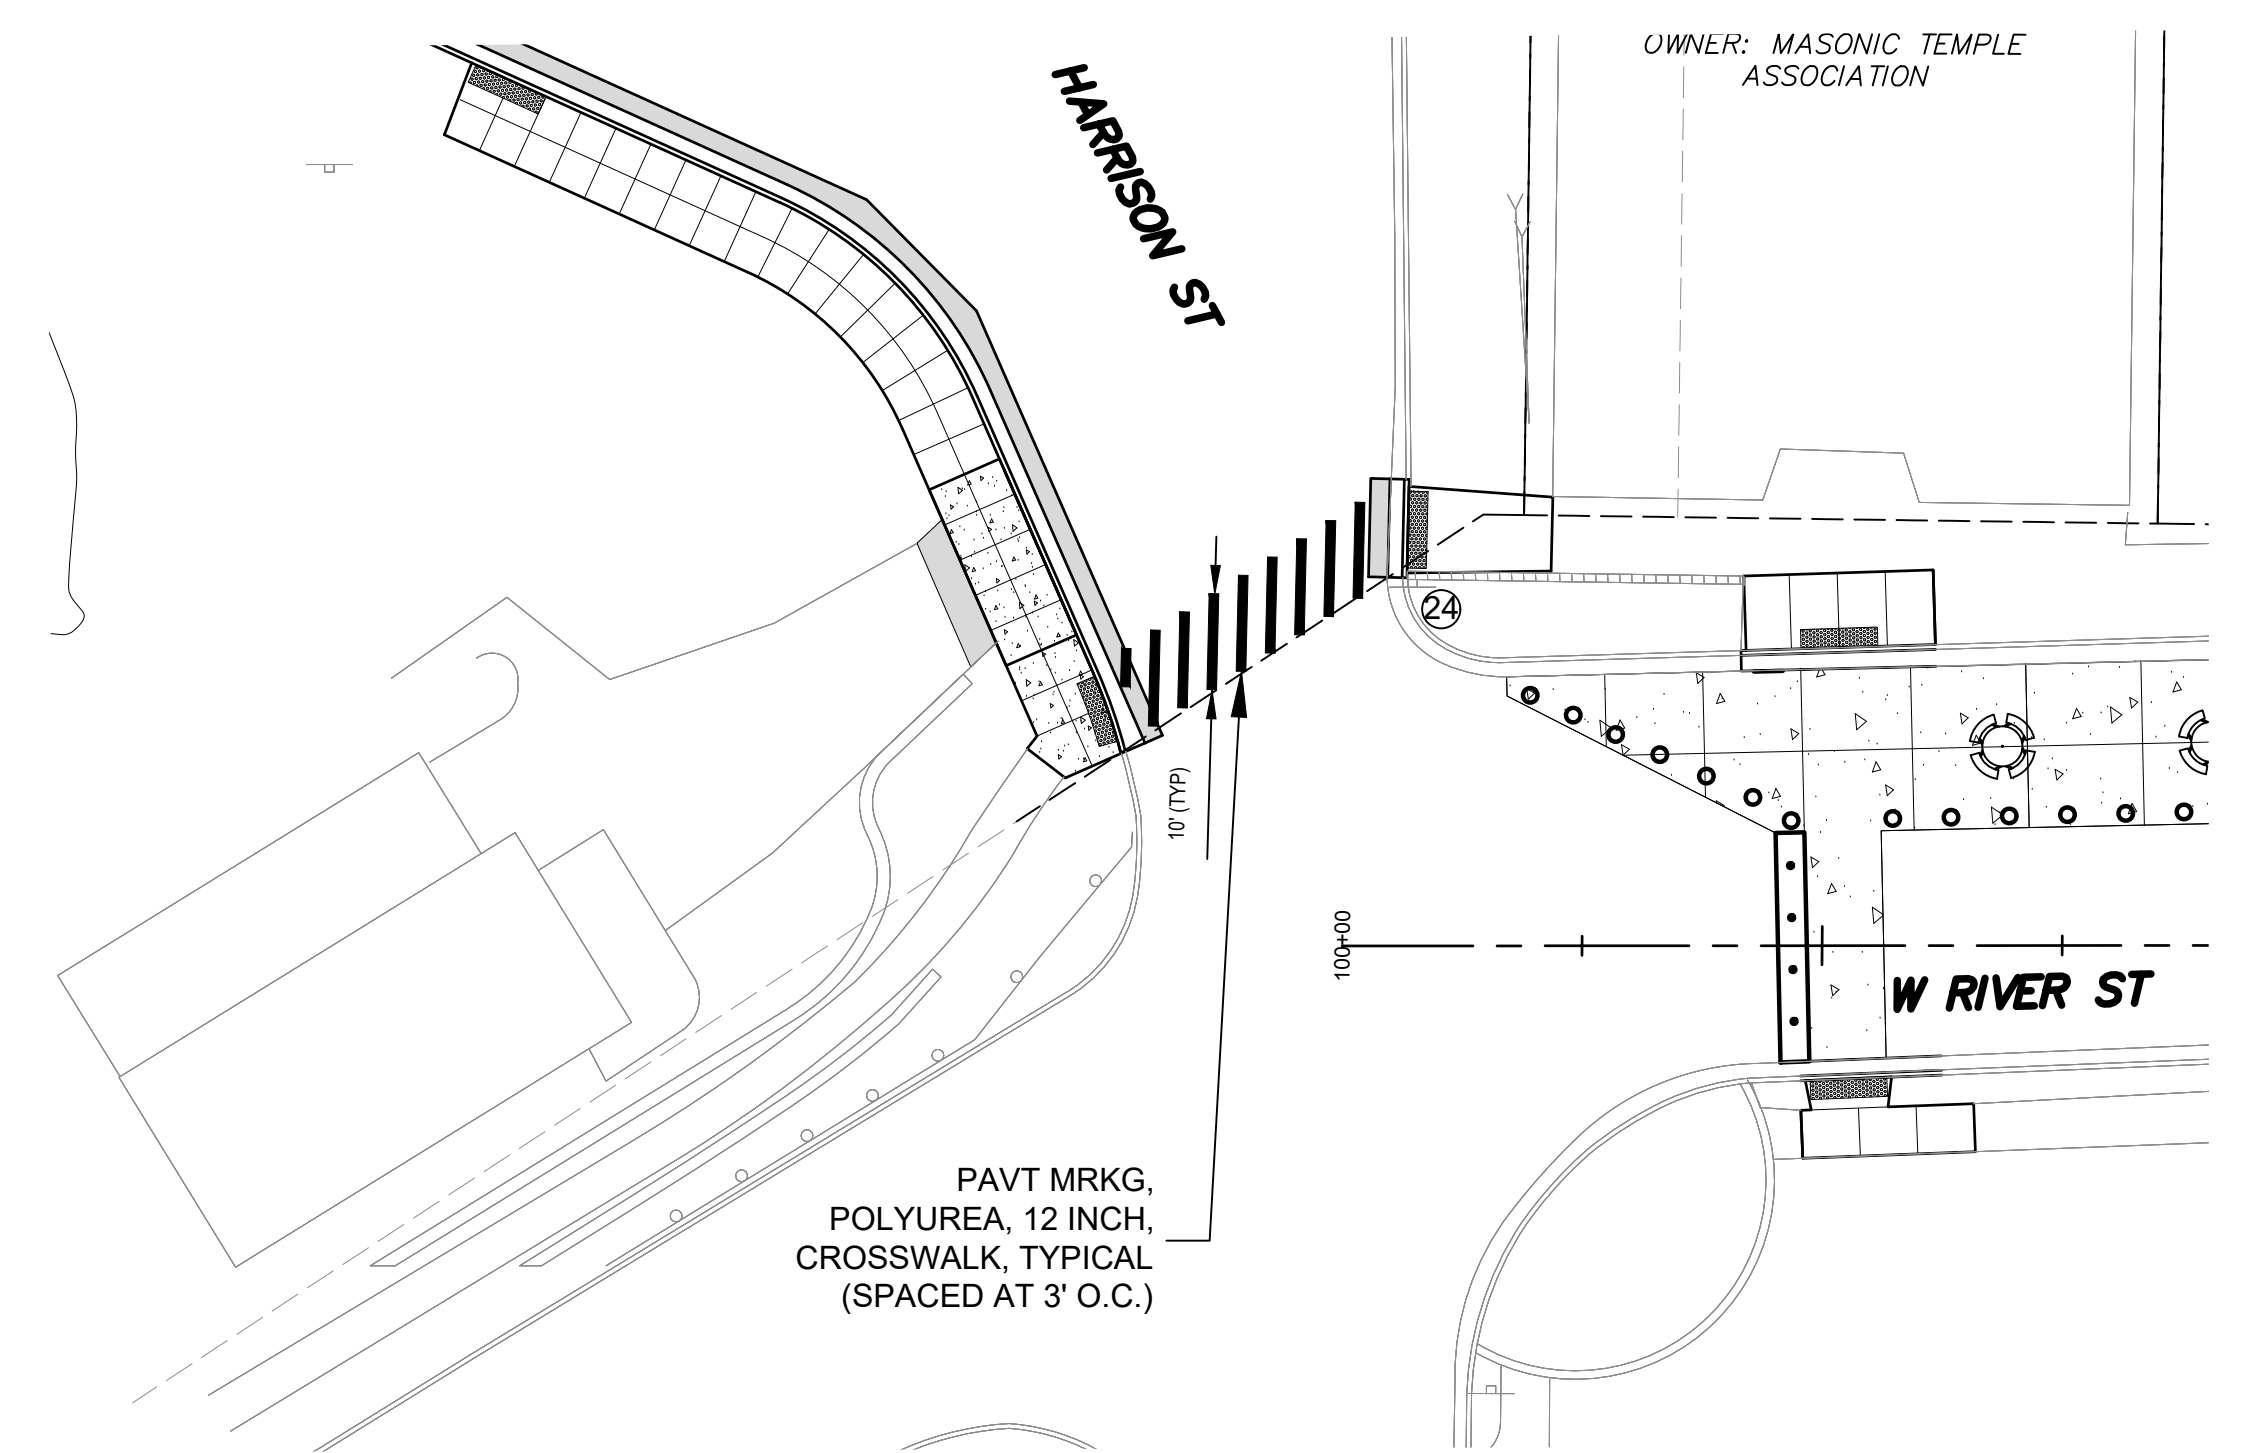 OWNER: MASONIC TEMPLE
ASSOCIATION
HARRISON ST
24
10' (TYP)
100+00
W RIVER ST
PAVT MRKG,
POLYUREA, 12 INCH,
CROSSWALK, TYPICAL
(SPACED AT 3' O.C.)